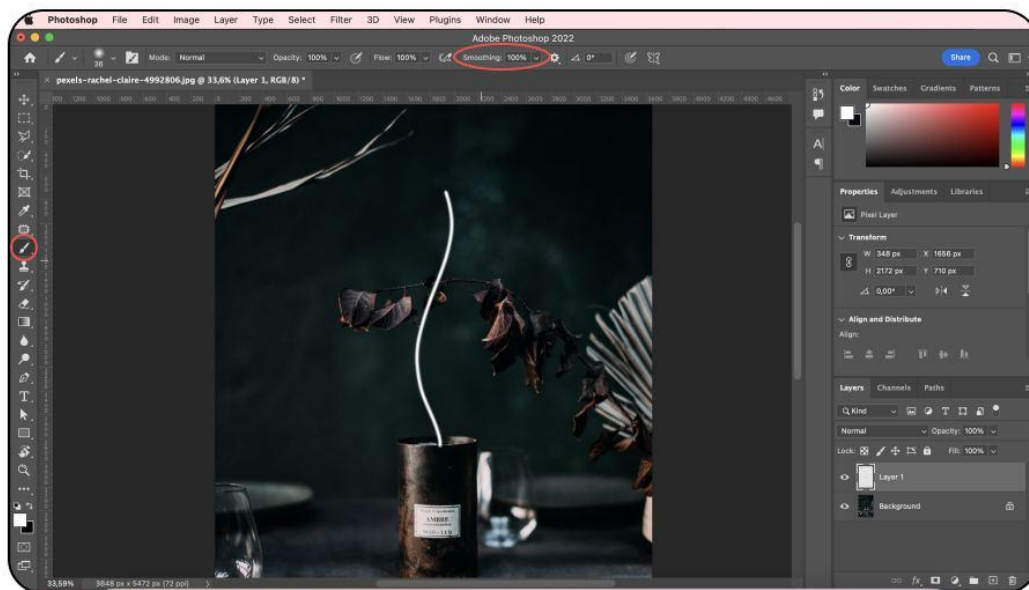 Photoshop File Edit Image Layer Type Select Filter 3D View Plugins Window Help
Adobe Photoshop 2022
36 Mode: Normal Opacity: 100% Flow: 100% Smoothing: 100% 0° Share
× pexels-rachel-claire-4992806.jpg @ 33,6% (Layer 1, RGB/8) *
Color Swatches Gradients Patterns
Properties Adjustments Libraries
Pixel Layer
Transform
W 348 px X 1656 px
H 2172 px Y 710 px
0,00°
Align and Distribute
Align:
Layers Channels Paths
Kind
Normal Opacity: 100%
Lock: Fill: 100%
Layer 1
Background
AMBRE
33,59% 3648 px x 5472 px (72 ppi)